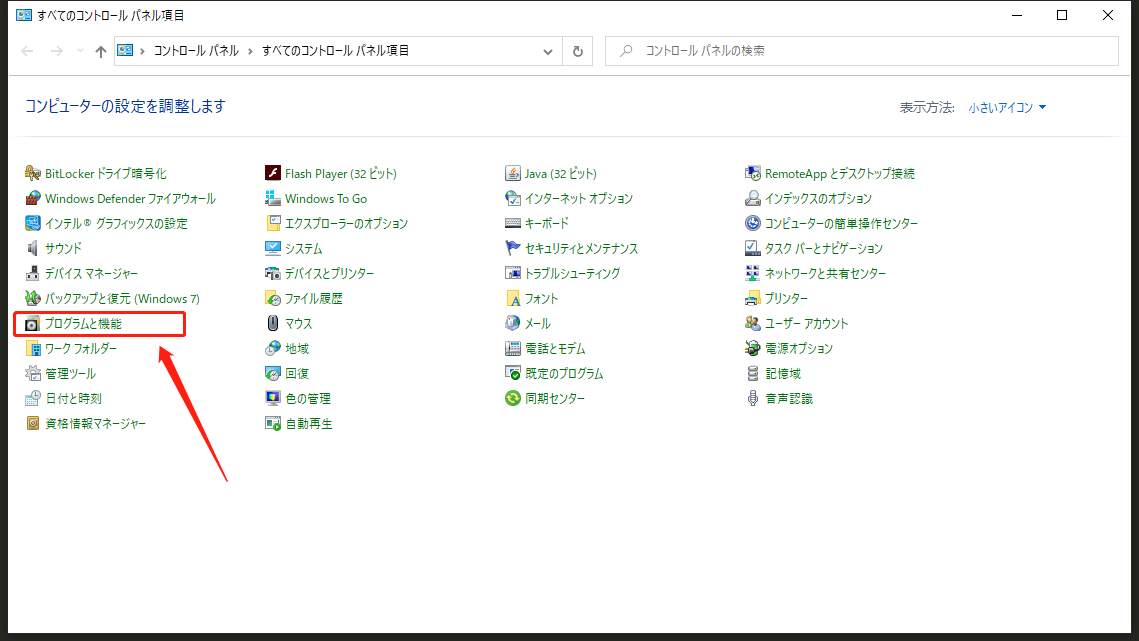 すべてのコントロール パネル項目
コントロール パネル
すべてのコントロール パネル項目
コントロール パネルの検索
コンピューターの設定を調整します
表示方法:
小さいアイコン
BitLocker ドライブ暗号化
Flash Player (32 ビット)
Java (32 ビット)
RemoteApp とデスクトップ接続
Windows Defender ファイアウォール
Windows To Go
インターネット オプション
インデックスのオプション
インテル® グラフィックスの設定
エクスプローラーのオプション
キーボード
コンピューターの簡単操作センター
サウンド
システム
セキュリティとメンテナンス
タスク バーとナビゲーション
デバイス マネージャー
デバイスとプリンター
トラブルシューティング
ネットワークと共有センター
バックアップと復元 (Windows 7)
ファイル履歴
フォント
プリンター
プログラムと機能
マウス
メール
ユーザー アカウント
ワーク フォルダー
地域
電話とモデム
電源オプション
管理ツール
回復
既定のプログラム
記憶域
日付と時刻
色の管理
同期センター
音声認識
資格情報マネージャー
自動再生